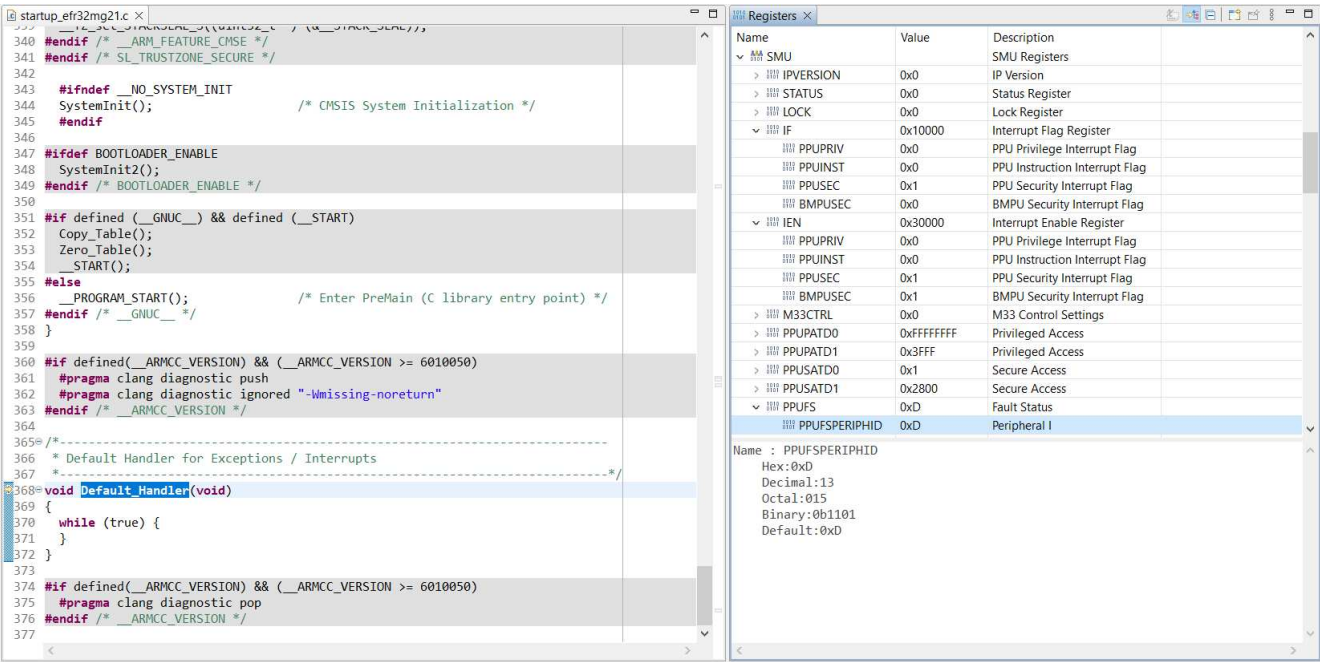 startup_efr32mg21.c
340 #endif /* __ARM_FEATURE_CMSE */
341 #endif /* SL_TRUSTZONE_SECURE */
342
343   #ifndef __NO_SYSTEM_INIT
344   SystemInit();                    /* CMSIS System Initialization */
345   #endif
346
347 #ifdef BOOTLOADER_ENABLE
348   SystemInit2();
349 #endif /* BOOTLOADER_ENABLE */
350
351 #if defined (__GNUC__) && defined (__START)
352   Copy_Table();
353   Zero_Table();
354   __START();
355 #else
356   __PROGRAM_START();               /* Enter PreMain (C library entry point) */
357 #endif /* __GNUC__ */
358 }
359
360 #if defined(__ARMCC_VERSION) && (__ARMCC_VERSION >= 6010050)
361   #pragma clang diagnostic push
362   #pragma clang diagnostic ignored "-Wmissing-noreturn"
363 #endif /* __ARMCC_VERSION */
364
365 /*----------------------------------------------------------------------------
366  * Default Handler for Exceptions / Interrupts
367  *----------------------------------------------------------------------------*/
368 void Default_Handler(void)
369 {
370   while (true) {
371   }
372 }
373
374 #if defined(__ARMCC_VERSION) && (__ARMCC_VERSION >= 6010050)
375   #pragma clang diagnostic pop
376 #endif /* __ARMCC_VERSION */
377
Registers
Name Value Description
SMU SMU Registers
IPVERSION 0x0 IP Version
STATUS 0x0 Status Register
LOCK 0x0 Lock Register
IF 0x10000 Interrupt Flag Register
PPUPRIV 0x0 PPU Privilege Interrupt Flag
PPUINST 0x0 PPU Instruction Interrupt Flag
PPUSEC 0x1 PPU Security Interrupt Flag
BMPUSEC 0x0 BMPU Security Interrupt Flag
IEN 0x30000 Interrupt Enable Register
PPUPRIV 0x0 PPU Privilege Interrupt Flag
PPUINST 0x0 PPU Instruction Interrupt Flag
PPUSEC 0x1 PPU Security Interrupt Flag
BMPUSEC 0x1 BMPU Security Interrupt Flag
M33CTRL 0x0 M33 Control Settings
PPUPATD0 0xFFFFFFFF Privileged Access
PPUPATD1 0x3FFF Privileged Access
PPUSATD0 0x1 Secure Access
PPUSATD1 0x2800 Secure Access
PPUFS 0xD Fault Status
PPUFSPERIPHID 0xD Peripheral I
Name : PPUFSPERIPHID
Hex:0xD
Decimal:13
Octal:015
Binary:0b1101
Default:0xD